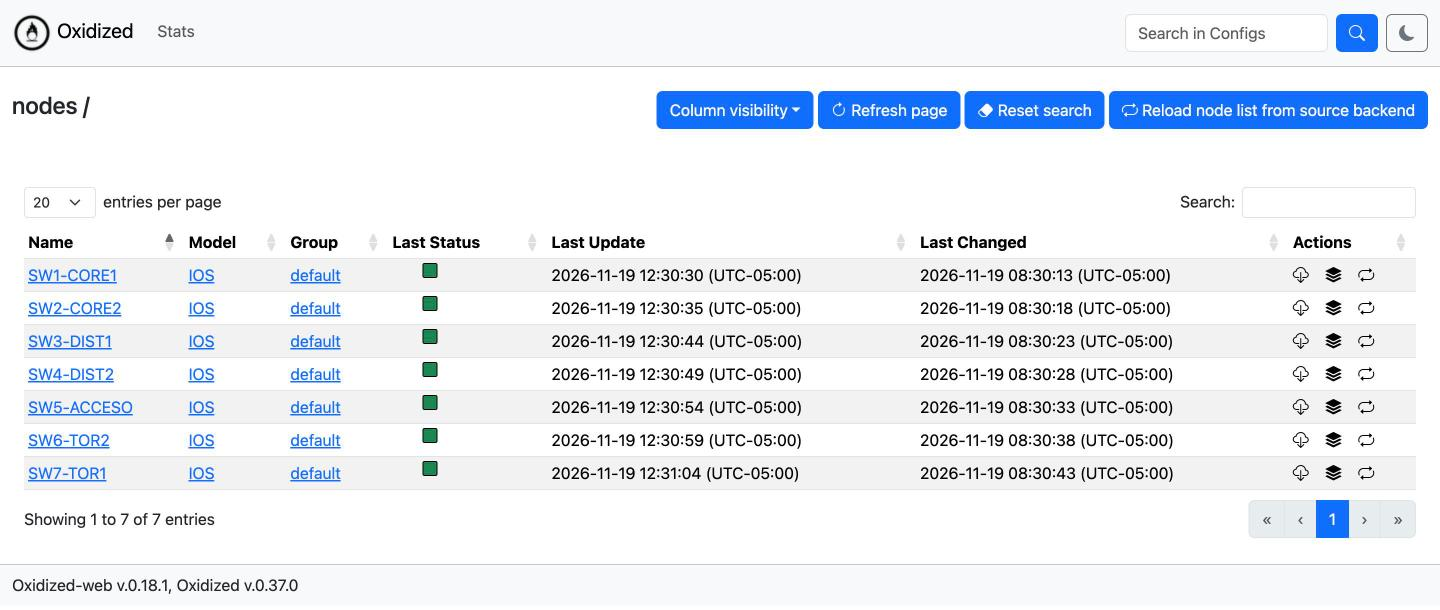 Oxidized Stats Search in Configs
nodes / Column visibility Refresh page Reset search Reload node list from source backend
20 entries per page Search:
Name Model Group Last Status Last Update Last Changed Actions
SW1-CORE1 IOS default 2026-11-19 12:30:30 (UTC-05:00) 2026-11-19 08:30:13 (UTC-05:00)
SW2-CORE2 IOS default 2026-11-19 12:30:35 (UTC-05:00) 2026-11-19 08:30:18 (UTC-05:00)
SW3-DIST1 IOS default 2026-11-19 12:30:44 (UTC-05:00) 2026-11-19 08:30:23 (UTC-05:00)
SW4-DIST2 IOS default 2026-11-19 12:30:49 (UTC-05:00) 2026-11-19 08:30:28 (UTC-05:00)
SW5-ACCESO IOS default 2026-11-19 12:30:54 (UTC-05:00) 2026-11-19 08:30:33 (UTC-05:00)
SW6-TOR2 IOS default 2026-11-19 12:30:59 (UTC-05:00) 2026-11-19 08:30:38 (UTC-05:00)
SW7-TOR1 IOS default 2026-11-19 12:31:04 (UTC-05:00) 2026-11-19 08:30:43 (UTC-05:00)
Showing 1 to 7 of 7 entries « ‹ 1 › »
Oxidized-web v.0.18.1, Oxidized v.0.37.0